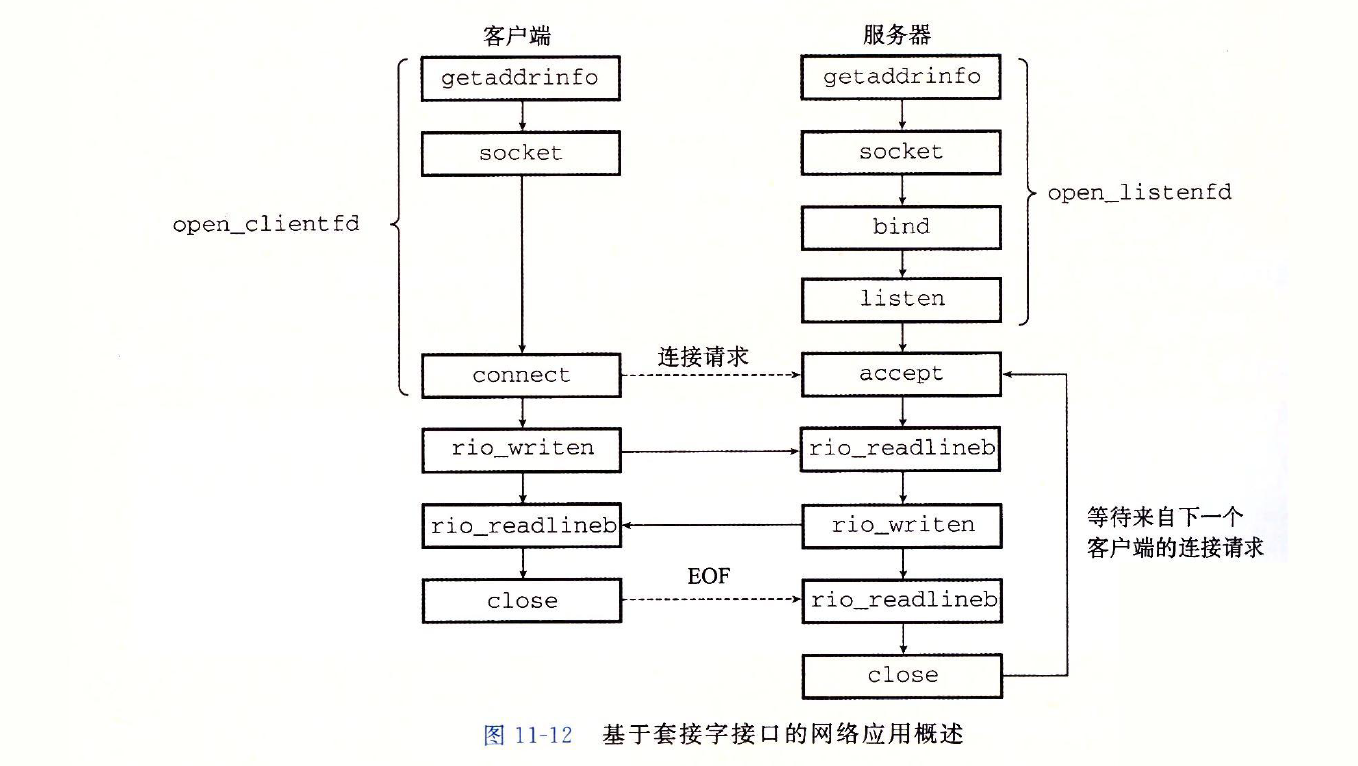 客户端
服务器
getaddrinfo
getaddrinfo
socket
socket
open_clientfd
bind
open_listenfd
listen
connect
连接请求
accept
rio_writen
rio_readlineb
rio_readlineb
rio_writen
等待来自下一个
客户端的连接请求
close
EOF
rio_readlineb
close
图 11-12 基于套接字接口的网络应用概述